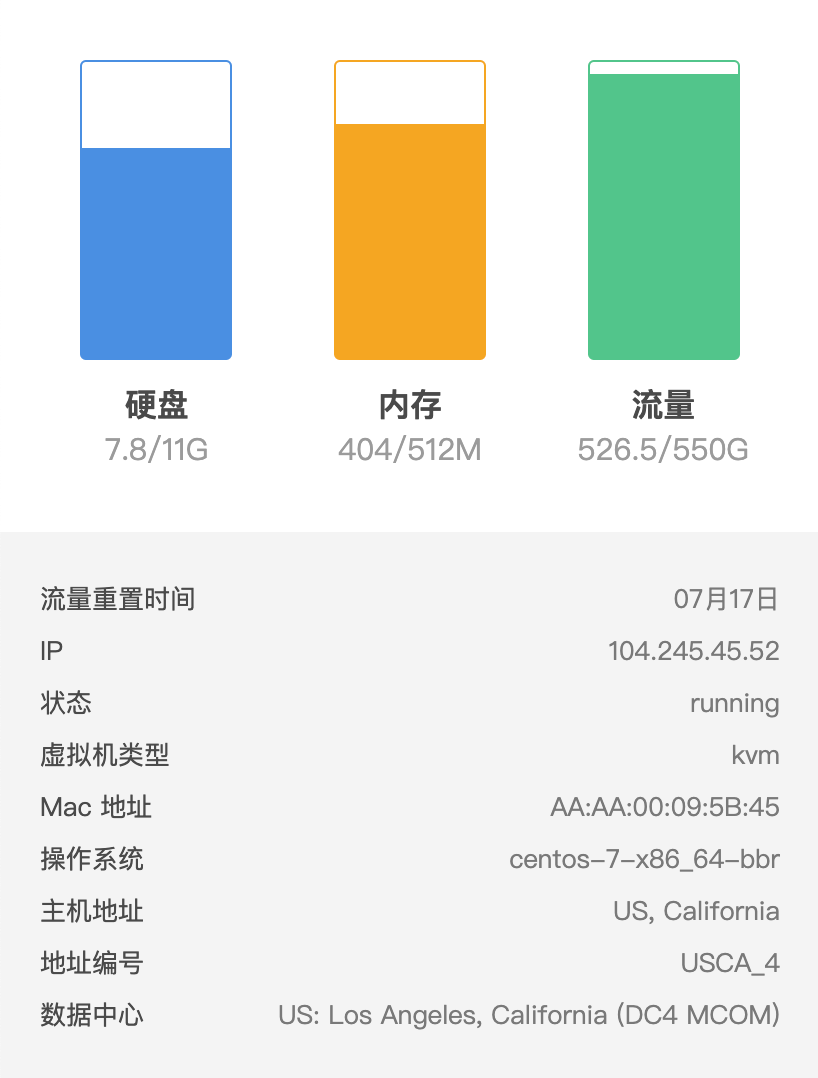 硬盘 内存 流量
7.8/11G 404/512M 526.5/550G
流量重置时间 07月17日
IP 104.245.45.52
状态 running
虚拟机类型 kvm
Mac 地址 AA:AA:00:09:5B:45
操作系统 centos-7-x86_64-bbr
主机地址 US, California
地址编号 USCA_4
数据中心 US: Los Angeles, California (DC4 MCOM)